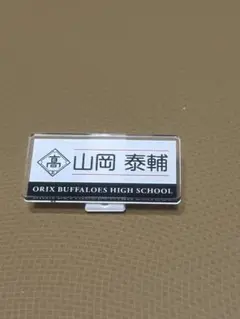 高 山岡 泰輔
ORIX BUFFALOES HIGH SCHOOL